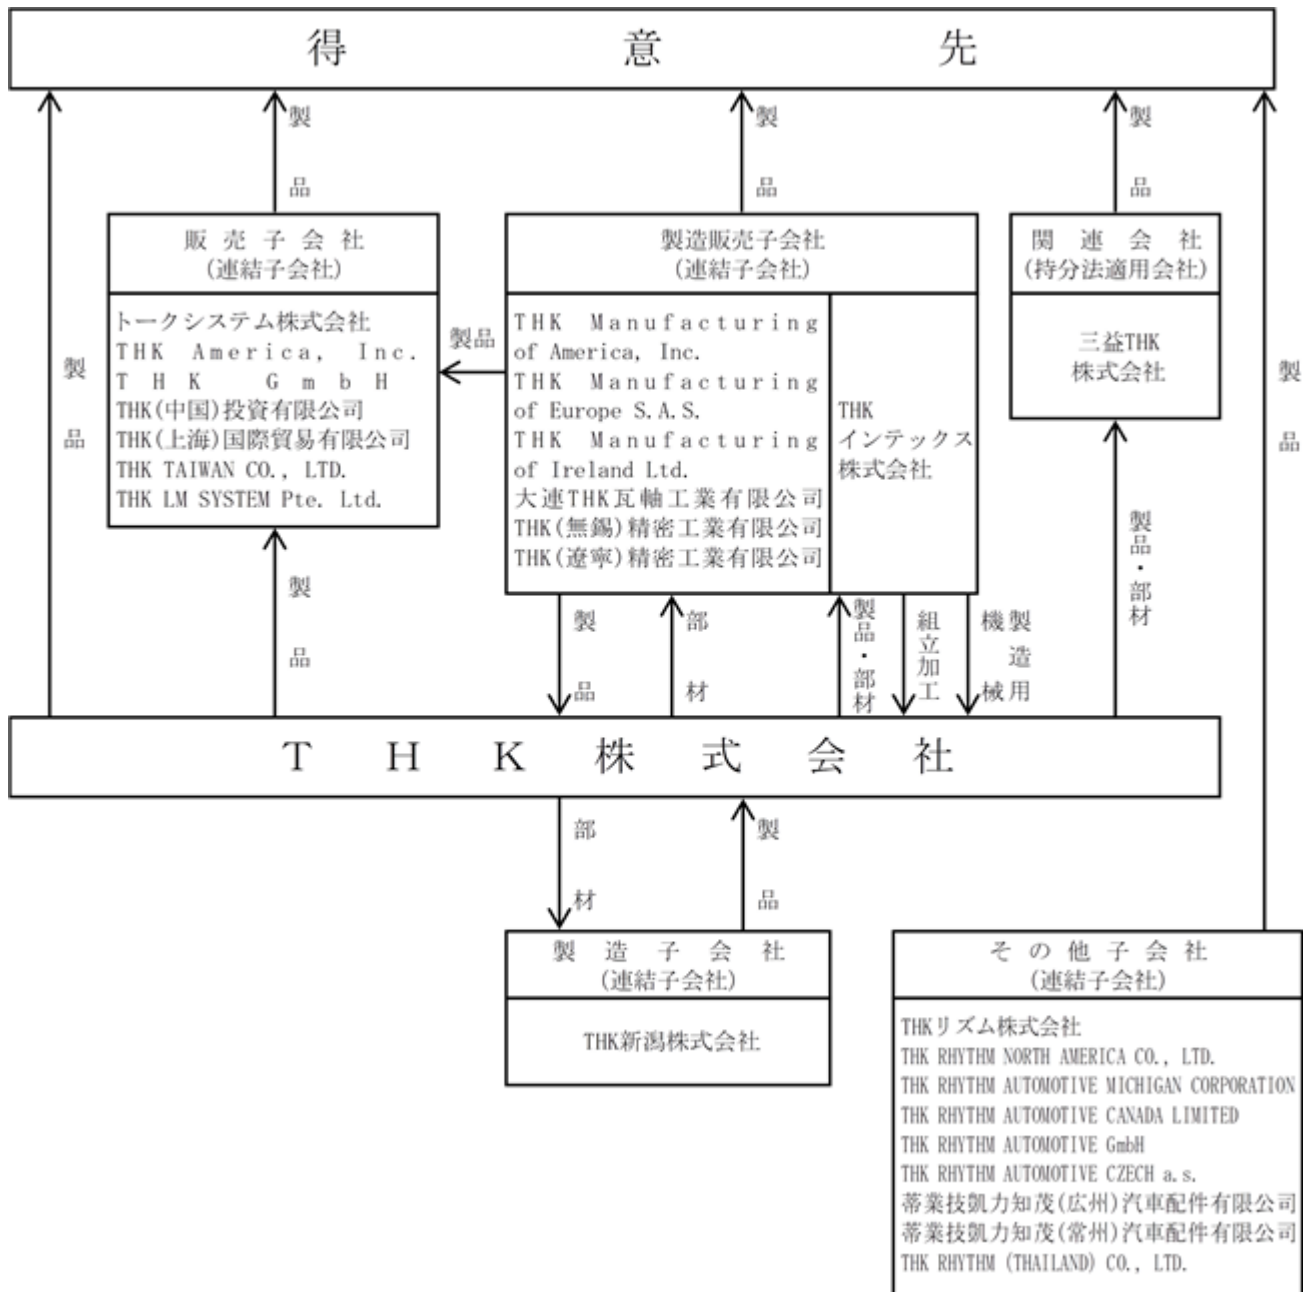 得意先
製品
製品
製品
製品
製品
販売子会社
(連結子会社)
トークシステム株式会社
THK America, Inc.
THK GmbH
THK(中国)投資有限公司
THK(上海)国際貿易有限公司
THK TAIWAN CO., LTD.
THK LM SYSTEM Pte. Ltd.
製品
製造販売子会社
(連結子会社)
THK Manufacturing
of America, Inc.
THK Manufacturing
of Europe S.A.S.
THK Manufacturing
of Ireland Ltd.
大連THK瓦軸工業有限公司
THK(無錫)精密工業有限公司
THK(遼寧)精密工業有限公司
THK
インテックス
株式会社
関連会社
(持分法適用会社)
三益THK
株式会社
製品
製品
部材
製品・部材
組立加工
製造用
機械
製品・部材
THK株式会社
部材
製品
製造子会社
(連結子会社)
THK新潟株式会社
その他子会社
(連結子会社)
THKリズム株式会社
THK RHYTHM NORTH AMERICA CO., LTD.
THK RHYTHM AUTOMOTIVE MICHIGAN CORPORATION
THK RHYTHM AUTOMOTIVE CANADA LIMITED
THK RHYTHM AUTOMOTIVE GmbH
THK RHYTHM AUTOMOTIVE CZECH a.s.
蒂業技凱力知茂(広州)汽車配件有限公司
蒂業技凱力知茂(常州)汽車配件有限公司
THK RHYTHM (THAILAND) CO., LTD.